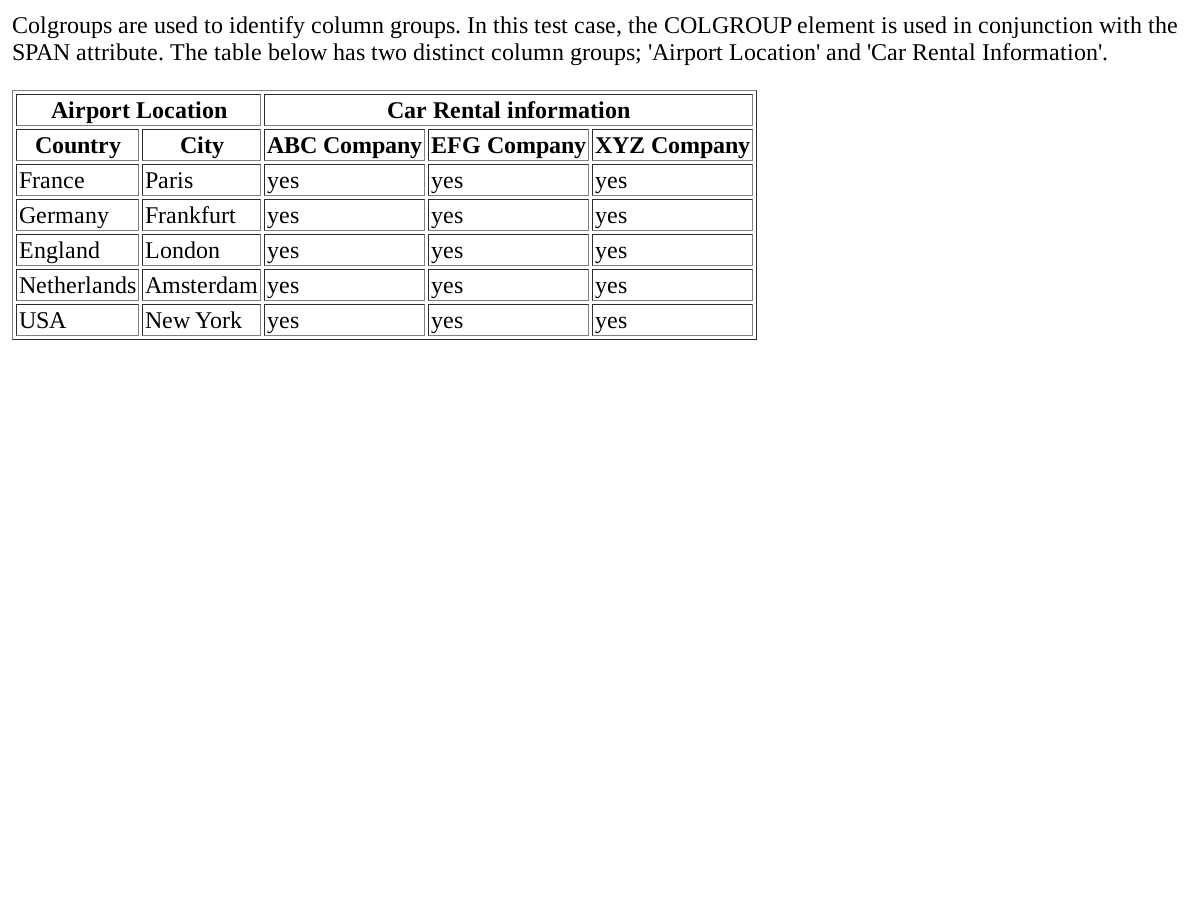 Colgroups are used to identify column groups. In this test case, the COLGROUP element is used in conjunction with the
SPAN attribute. The table below has two distinct column groups; 'Airport Location' and 'Car Rental Information'.
Airport Location Car Rental information
Country City ABC Company EFG Company XYZ Company
France Paris yes yes yes
Germany Frankfurt yes yes yes
England London yes yes yes
Netherlands Amsterdam yes yes yes
USA New York yes yes yes